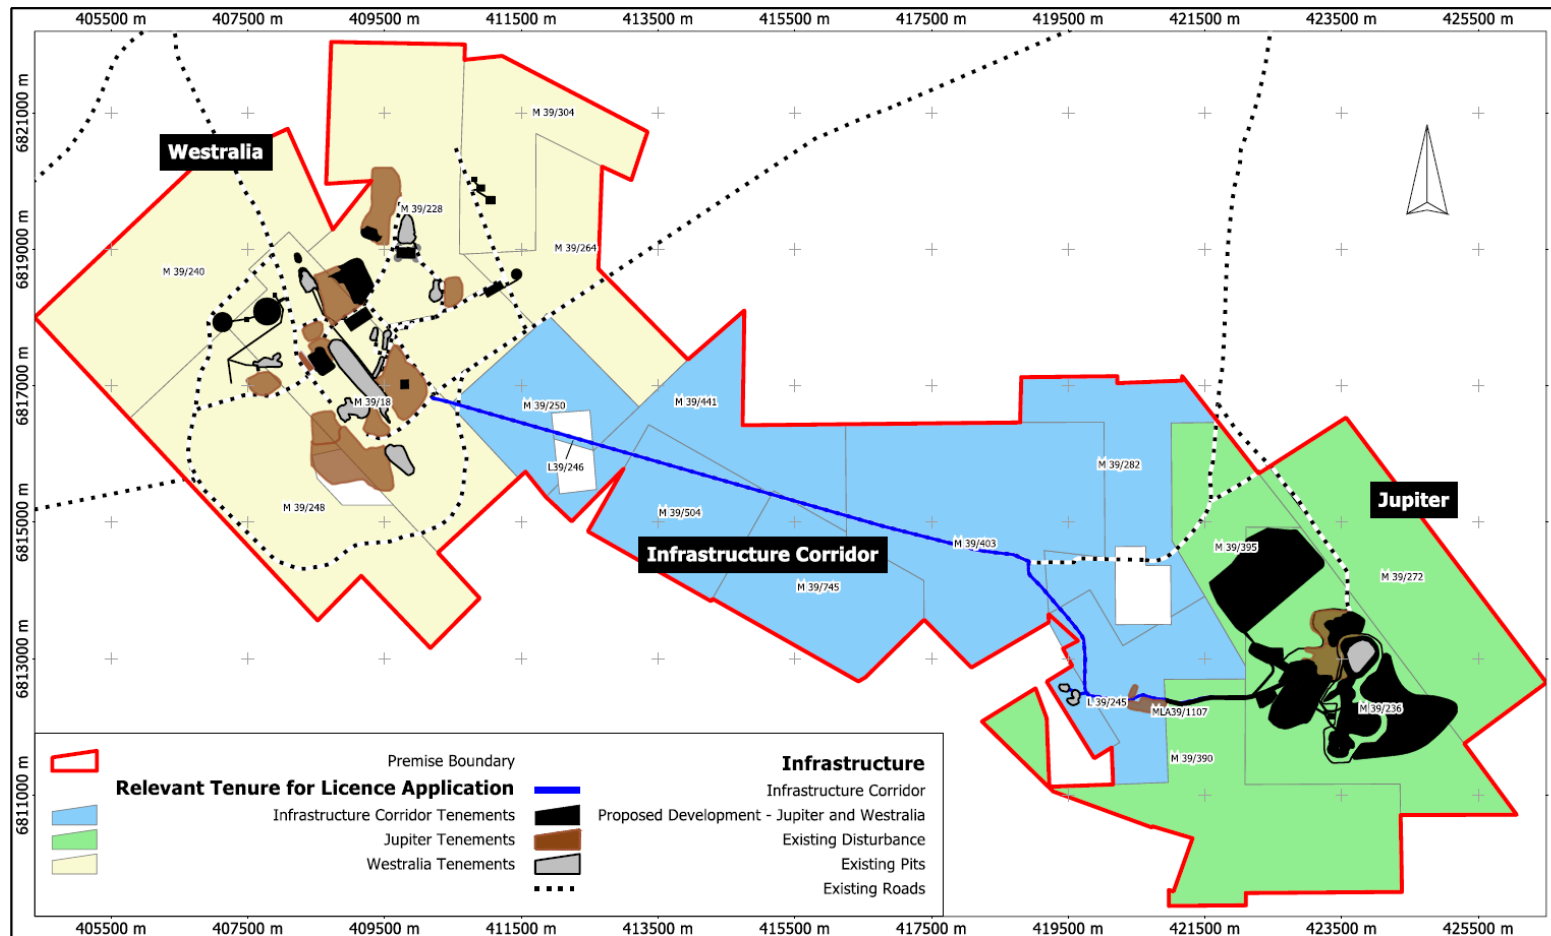 405500 m 407500 m 409500 m 411500 m 413500 m 415500 m 417500 m 419500 m 421500 m 423500 m 425500 m
6821000 m
6819000 m
6817000 m
6815000 m
6813000 m
6811000 m
M 39/304
Westralia
M 39/228
M 39/264
M 39/240
M 39/18
M 39/250
M 39/441
L39/246
M 39/282
M 39/248
M 39/504
Jupiter
M 39/403
M 39/395
Infrastructure Corridor
M 39/272
M 39/745
L 39/245
MLA39/1107
M 39/236
M 39/390
Premise Boundary
Relevant Tenure for Licence Application
Infrastructure Corridor Tenements
Jupiter Tenements
Westralia Tenements
Infrastructure
Infrastructure Corridor
Proposed Development - Jupiter and Westralia
Existing Disturbance
Existing Pits
Existing Roads
405500 m 407500 m 409500 m 411500 m 413500 m 415500 m 417500 m 419500 m 421500 m 423500 m 425500 m